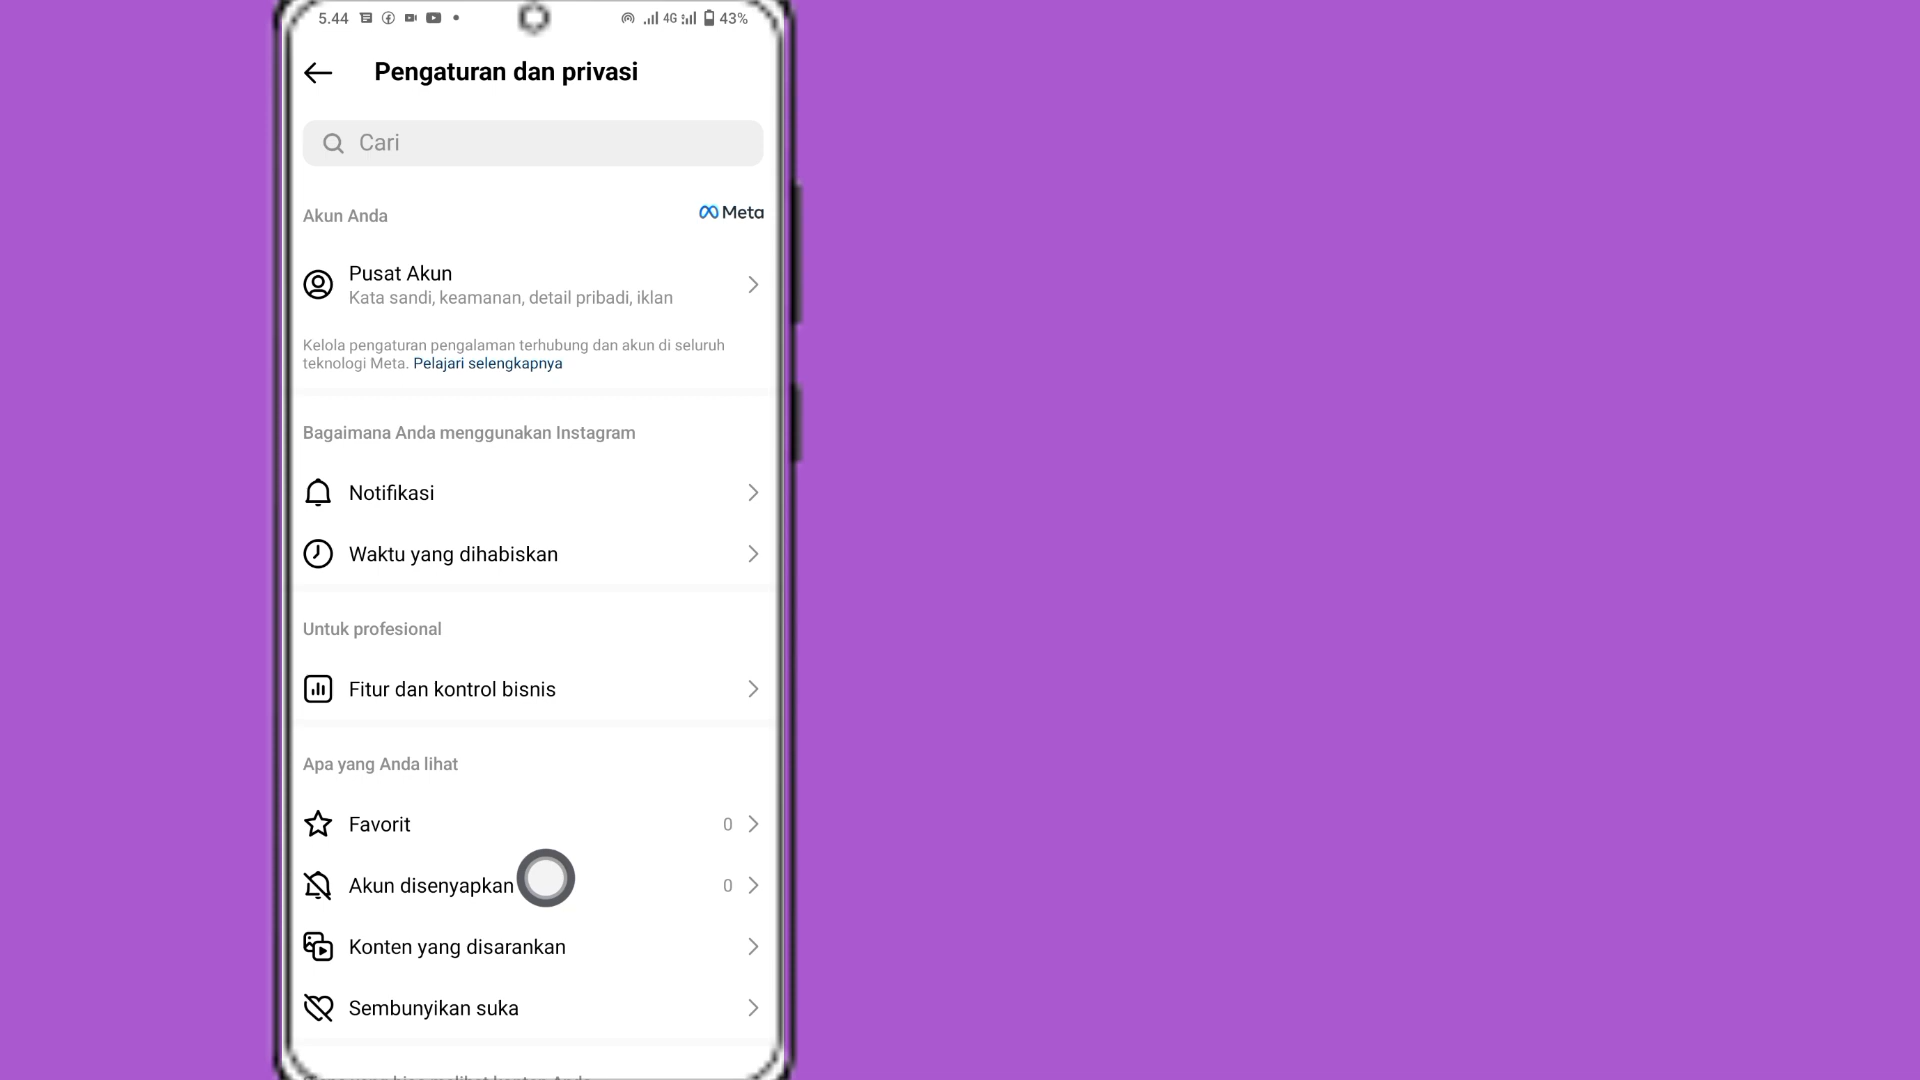 5.44
4G 43%
Pengaturan dan privasi
Cari
Akun Anda
Meta
Pusat Akun
Kata sandi, keamanan, detail pribadi, iklan
Kelola pengaturan pengalaman terhubung dan akun di seluruh
teknologi Meta. Pelajari selengkapnya
Bagaimana Anda menggunakan Instagram
Notifikasi
Waktu yang dihabiskan
Untuk profesional
Fitur dan kontrol bisnis
Apa yang Anda lihat
Favorit 0
Akun disenyapkan 0
Konten yang disarankan
Sembunyikan suka